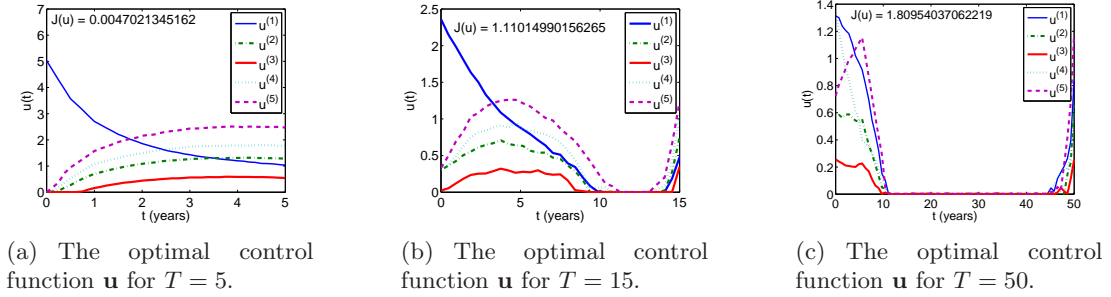 J(u) = 0.0047021345162
u(1)
u(2)
u(3)
u(4)
u(5)
7
6
5
4
3
2
1
0
u(t)
0 1 2 3 4 5
t (years)
(a) The optimal control
function u for T = 5.
J(u) = 1.11014990156265
u(1)
u(2)
u(3)
u(4)
u(5)
2.5
2
1.5
1
0.5
0
u(t)
0 5 10 15
t (years)
(b) The optimal control
function u for T = 15.
J(u) = 1.80954037062219
u(1)
u(2)
u(3)
u(4)
u(5)
1.4
1.2
1
0.8
0.6
0.4
0.2
0
u(t)
0 10 20 30 40 50
t (years)
(c) The optimal control
function u for T = 50.